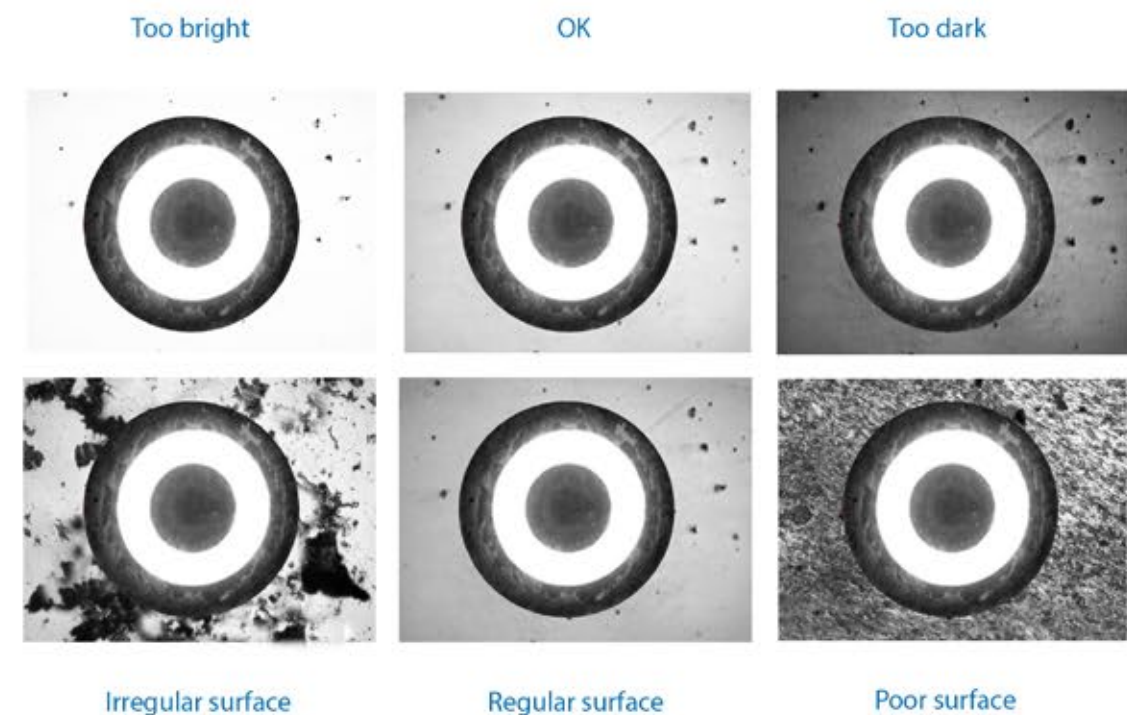 Too bright
OK
Too dark
Irregular surface
Regular surface
Poor surface